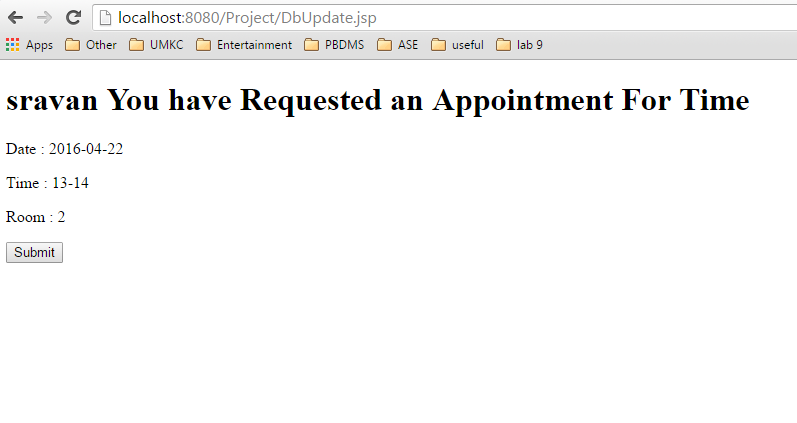 localhost:8080/Project/DbUpdate.jsp
Apps Other UMKC Entertainment PBDMS ASE useful lab 9
sravan You have Requested an Appointment For Time
Date : 2016-04-22
Time : 13-14
Room : 2
Submit